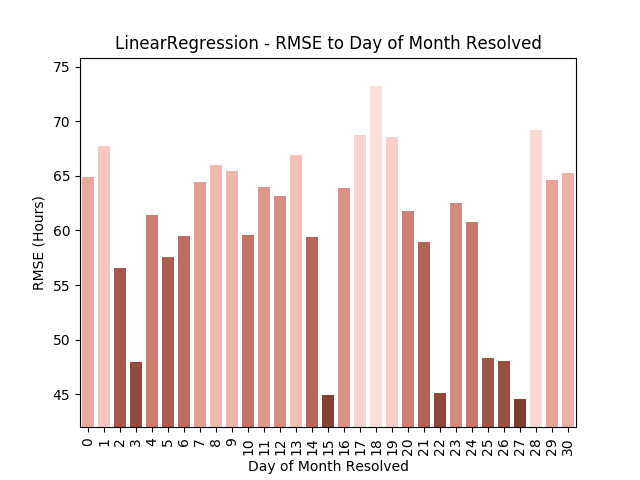 LinearRegression - RMSE to Day of Month Resolved
75
70
65
60
55
50
45
RMSE (Hours)
0 1 2 3 4 5 6 7 8 9 10 11 12 13 14 15 16 17 18 19 20 21 22 23 24 25 26 27 28 29 30
Day of Month Resolved